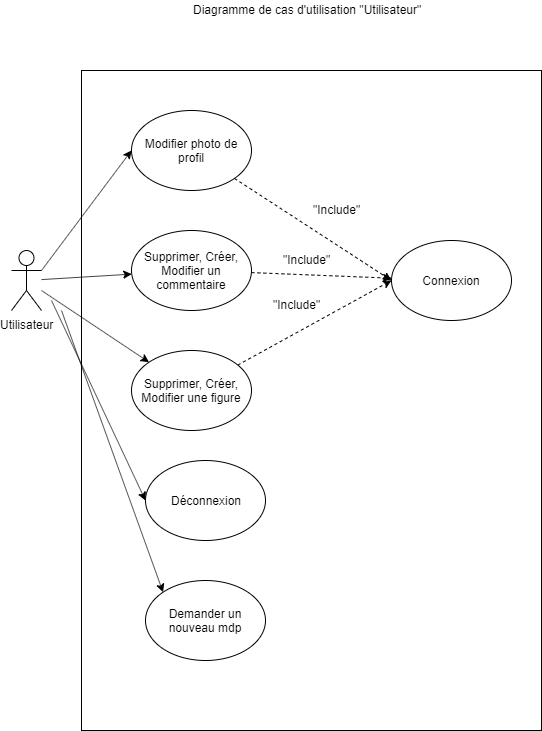 Diagramme de cas d'utilisation "Utilisateur"
Modifier photo de
profil
"Include"
Supprimer, Créer,
Modifier un
commentaire
"Include"
Connexion
"Include"
Utilisateur
Supprimer, Créer,
Modifier une figure
Déconnexion
Demander un
nouveau mdp